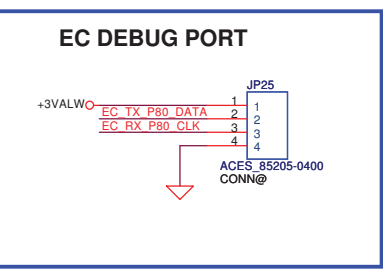 EC DEBUG PORT
JP25
+3VALW
1 1
EC_TX_P80_DATA 2 2
EC_RX_P80_CLK 3 3
4 4
ACES_85205-0400
CONN@